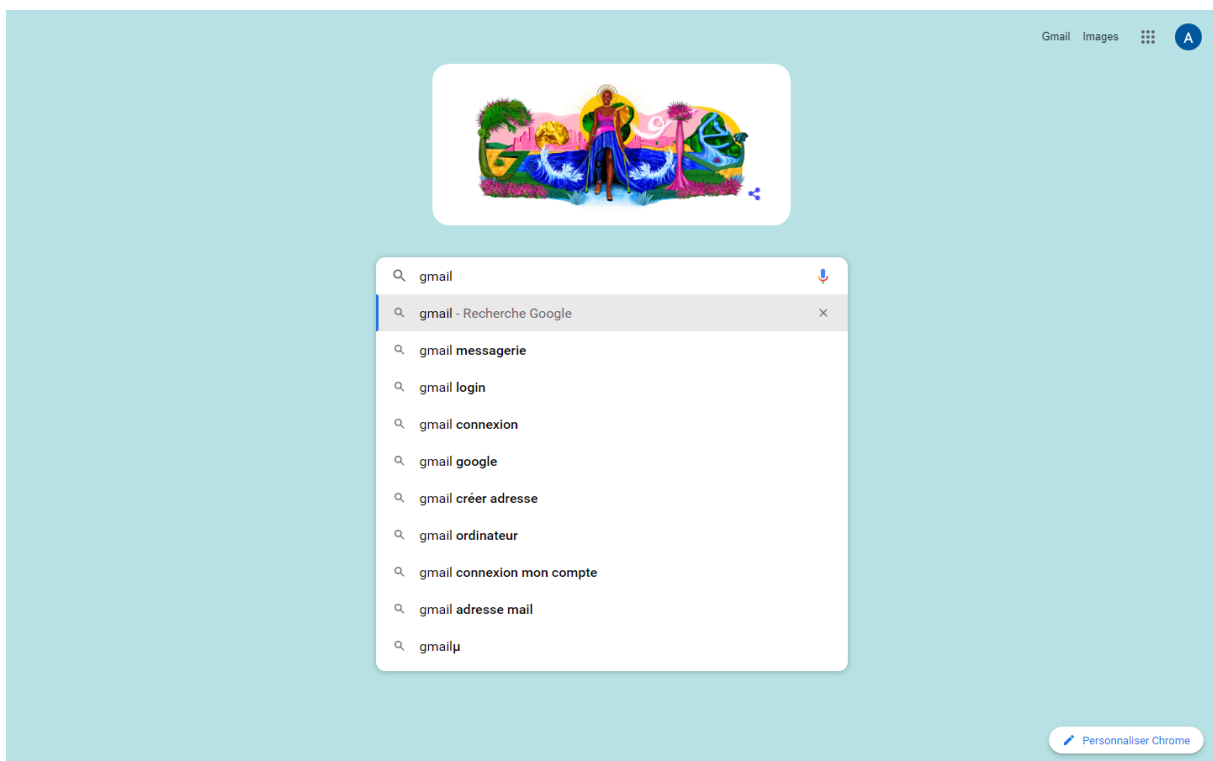 Gmail Images
A
gmail
gmail - Recherche Google
gmail messagerie
gmail login
gmail connexion
gmail google
gmail créer adresse
gmail ordinateur
gmail connexion mon compte
gmail adresse mail
gmailµ
Personnaliser Chrome